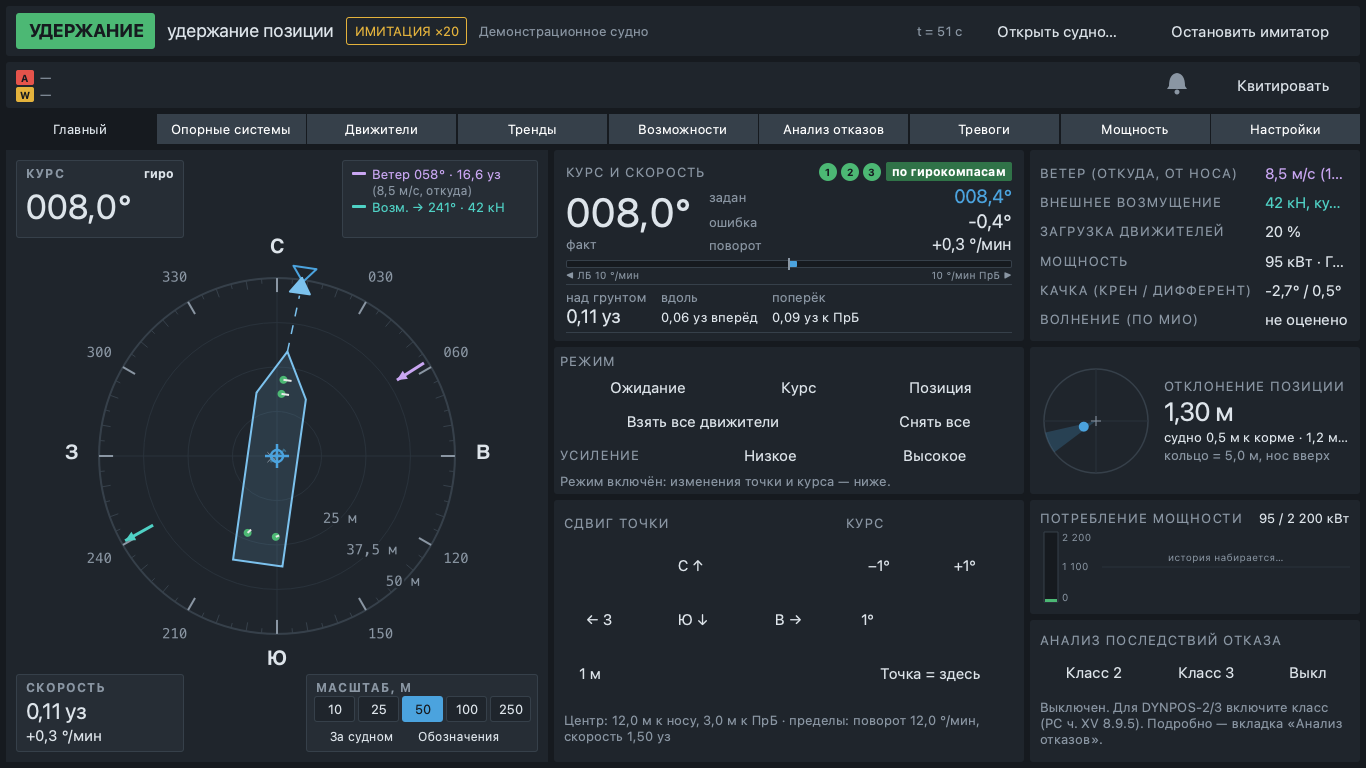 УДЕРЖАНИЕ удержание позиции ИМИТАЦИЯ ×20 Демонстрационное судно t = 51 с Открыть судно... Остановить имитатор
A —
W —
Квитировать
Главный Опорные системы Движители Тренды Возможности Анализ отказов Тревоги Мощность Настройки
КУРС гиро
008,0°
Ветер 058° · 16,6 уз
(8,5 м/с, откуда)
Возм. → 241° · 42 кН
С
330 030
300 060
З В
240 120
210 150
Ю
25 м
37,5 м
50 м
СКОРОСТЬ
0,11 уз
+0,3 °/мин
МАСШТАБ, М
10 25 50 100 250
За судном Обозначения
КУРС И СКОРОСТЬ 1 2 3 по гирокомпасам
008,0°
факт
задан 008,4°
ошибка -0,4°
поворот +0,3 °/мин
◀ ЛБ 10 °/мин 10 °/мин ПрБ ▶
над грунтом вдоль поперёк
0,11 уз 0,06 уз вперёд 0,09 уз к ПрБ
РЕЖИМ
Ожидание Курс Позиция
Взять все движители Снять все
УСИЛЕНИЕ Низкое Высокое
Режим включён: изменения точки и курса — ниже.
СДВИГ ТОЧКИ КУРС
С ↑ −1° +1°
← З Ю ↓ В → 1°
1 м Точка = здесь
Центр: 12,0 м к носу, 3,0 м к ПрБ · пределы: поворот 12,0 °/мин,
скорость 1,50 уз
ВЕТЕР (ОТКУДА, ОТ НОСА) 8,5 м/с (1...
ВНЕШНЕЕ ВОЗМУЩЕНИЕ 42 кН, ку...
ЗАГРУЗКА ДВИЖИТЕЛЕЙ 20 %
МОЩНОСТЬ 95 кВт · Г...
КАЧКА (КРЕН / ДИФФЕРЕНТ) -2,7° / 0,5°
ВОЛНЕНИЕ (ПО МИО) не оценено
ОТКЛОНЕНИЕ ПОЗИЦИИ
1,30 м
судно 0,5 м к корме · 1,2 м...
кольцо = 5,0 м, нос вверх
ПОТРЕБЛЕНИЕ МОЩНОСТИ 95 / 2 200 кВт
2 200
история набирается...
1 100
0
АНАЛИЗ ПОСЛЕДСТВИЙ ОТКАЗА
Класс 2 Класс 3 Выкл
Выключен. Для DYNPOS-2/3 включите класс
(РС ч. XV 8.9.5). Подробно — вкладка «Анализ
отказов».